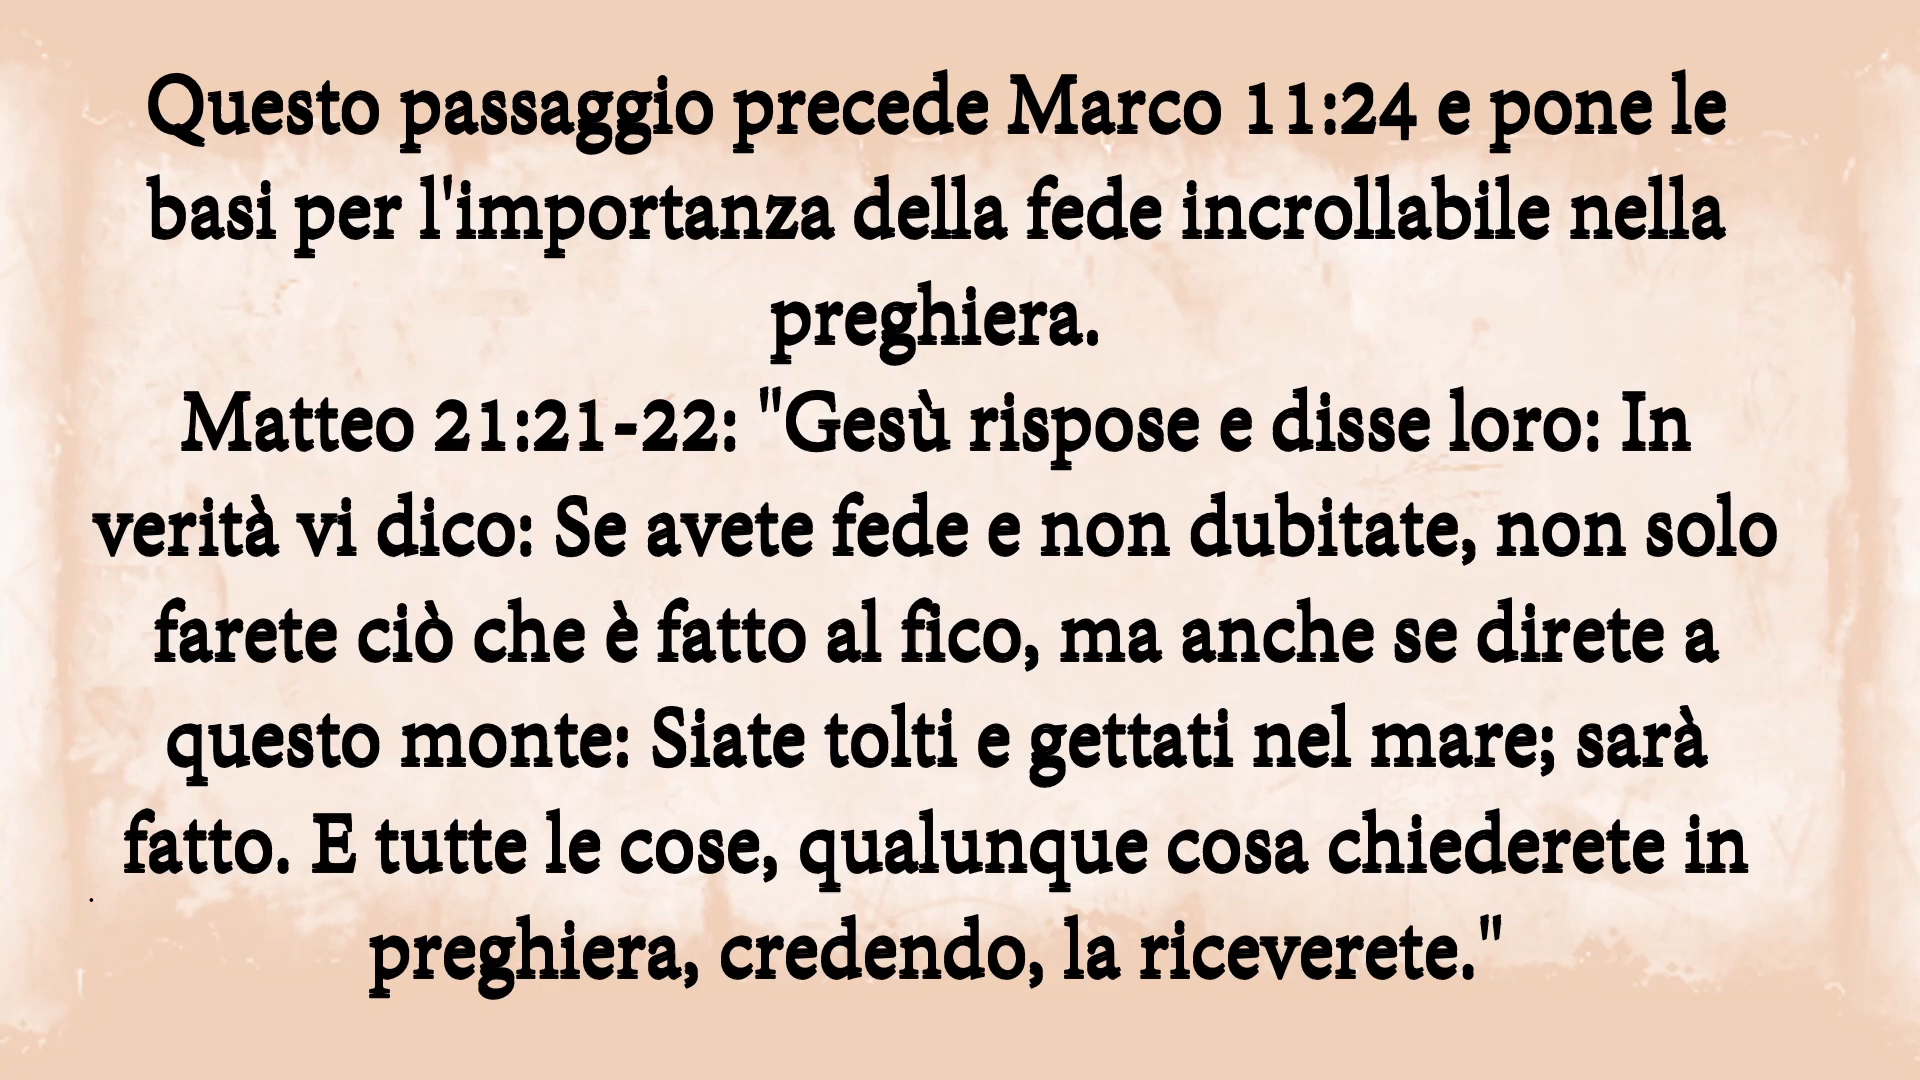 Questo passaggio precede Marco 11:24 e pone le
basi per l'importanza della fede incrollabile nella
preghiera.
Matteo 21:21-22: "Gesù rispose e disse loro: In
verità vi dico: Se avete fede e non dubitate, non solo
farete ciò che è fatto al fico, ma anche se direte a
questo monte: Siate tolti e gettati nel mare; sarà
fatto. E tutte le cose, qualunque cosa chiederete in
.
preghiera, credendo, la riceverete."